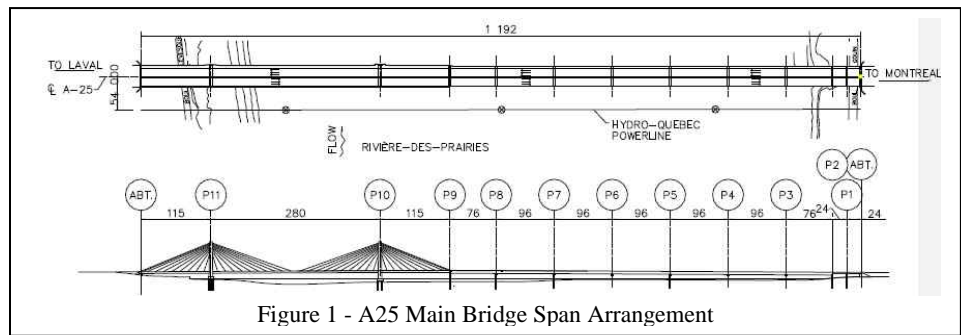 1 192
TO LAVAL
TO MONTREAL
℄ A-25
54 000
HYDRO-QUEBEC
POWERLINE
FLOW
RIVIÈRE-DES-PRAIRIES
P2 ABT.
ABT. P11 P10 P9 P8 P7 P6 P5 P4 P3 P1
115 280 115 76 96 96 96 96 96 76 24 24
Figure 1 - A25 Main Bridge Span Arrangement